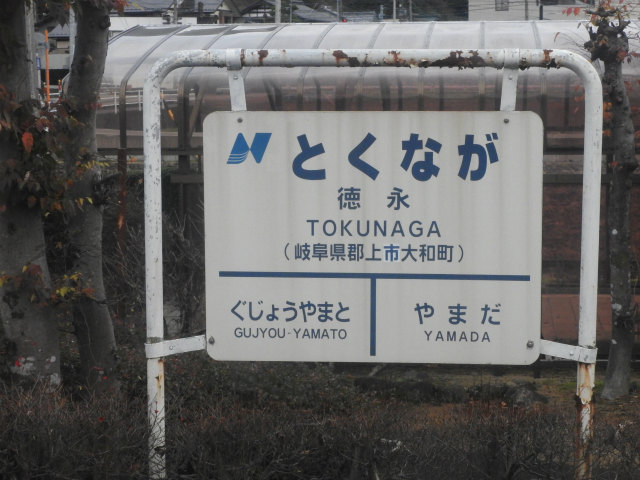 とくなが
徳永
TOKUNAGA
(岐阜県郡上市大和町)
ぐじょうやまと
GUJYOU-YAMATO
やまだ
YAMADA